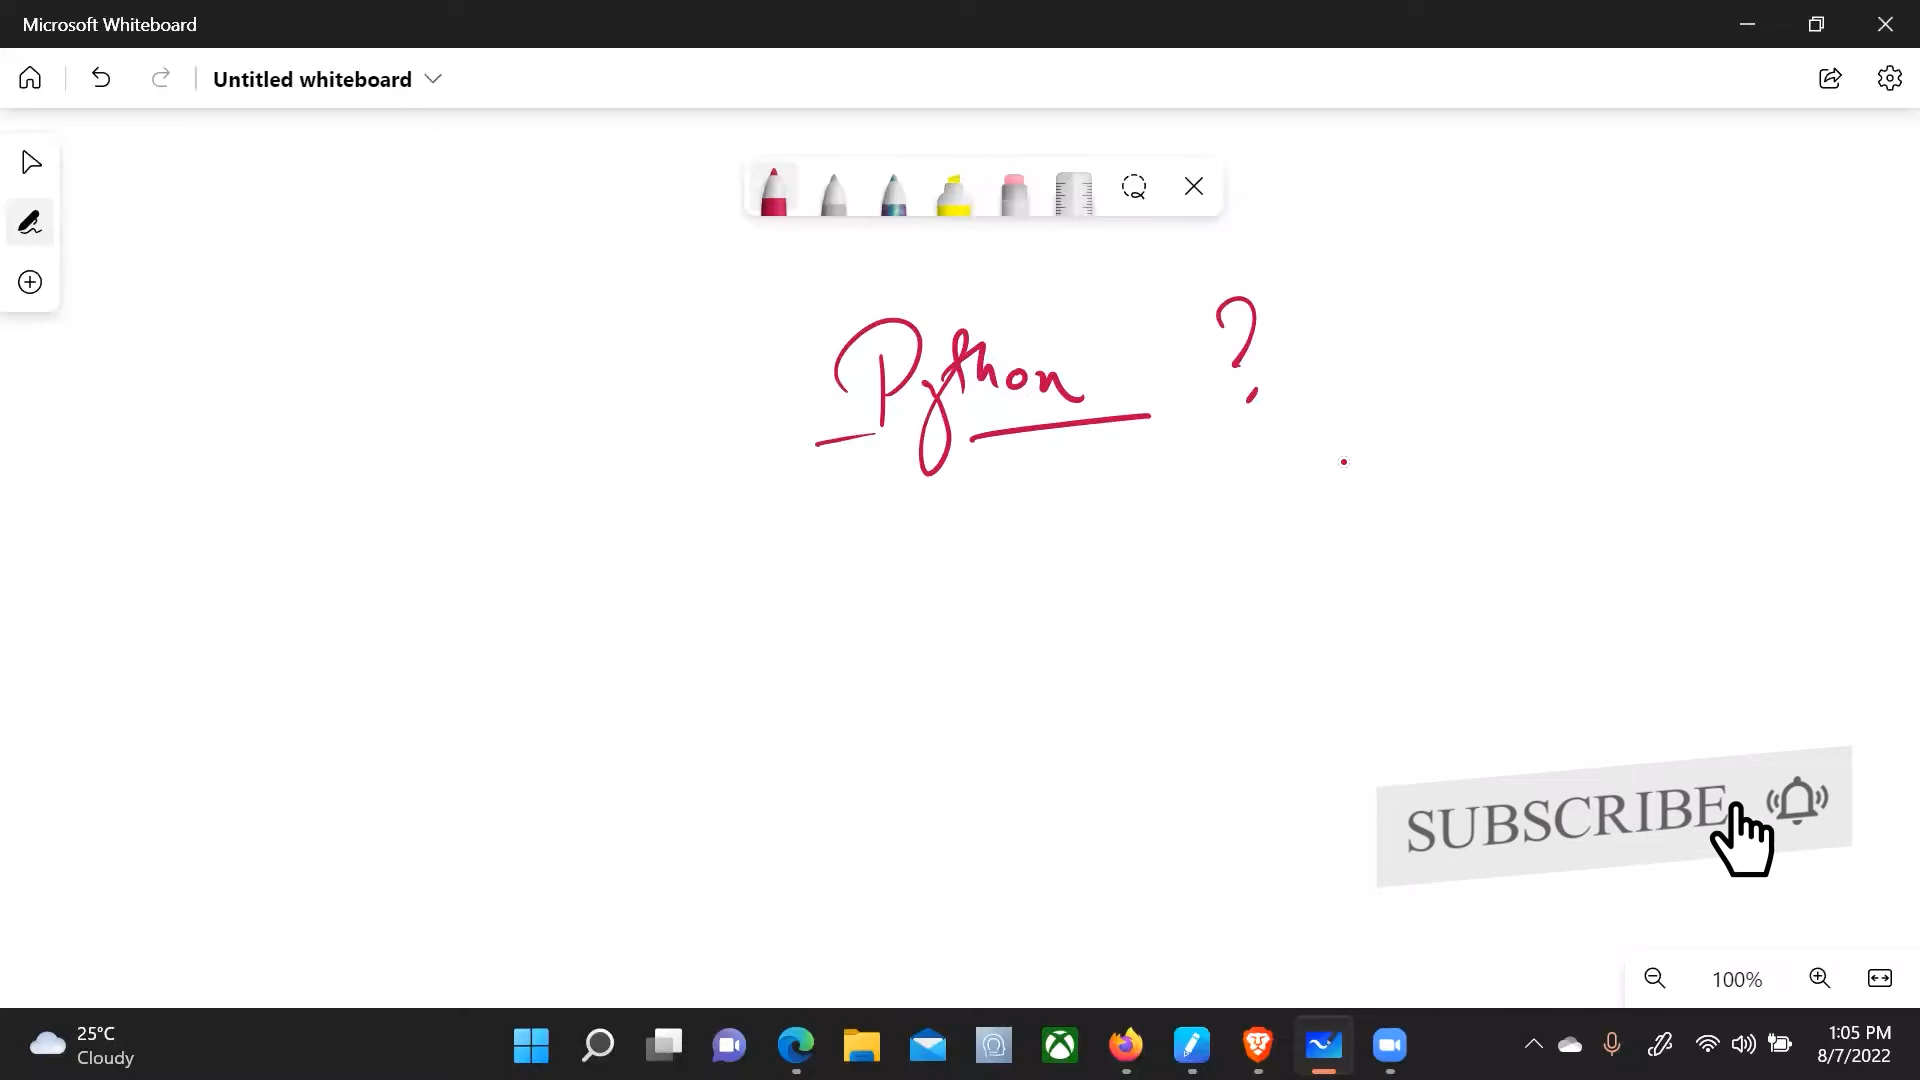 Microsoft Whiteboard
Untitled whiteboard
Python ?
SUBSCRIBE
100%
25°C
Cloudy
1:05 PM
8/7/2022